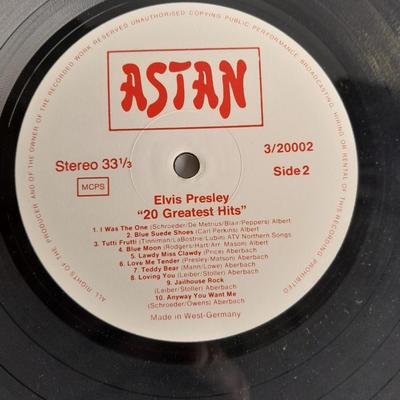 UNAUTHORISED COPYING PUBLIC PERFORMANCE BROADCASTING, HIRING OR RENTAL OF THIS RECORDING PROHIBITED
ALL RIGHTS OF THE PRODUCER AND OF THE OWNER OF THE RECORDED WORK RESERVED
ASTAN
Stereo 33⅓
3/20002
MCPS
Side 2
Elvis Presley
"20 Greatest Hits"
1. I Was The One (Schroeder/De Metrius/Blair/Peppers) Albert
2. Blue Suede Shoes (Carl Perkins) Albert
3. Tutti Frutti (Tinniman/LaBostrie/Lubin) ATV Northern Songs
4. Blue Moon (Rodgers/Hart/Arr. Mason) Albert
5. Lawdy Miss Clawdy (Price) Aberbach
6. Love Me Tender (Presley/Matson) Aberbach
7. Teddy Bear (Mann/Lowe) Aberbach
8. Loving You (Leiber/Stoller) Aberbach
9. Jailhouse Rock
(Leiber/Stoller) Aberbach
10. Anyway You Want Me
(Schroeder/Owens) Aberbach
Made in West-Germany